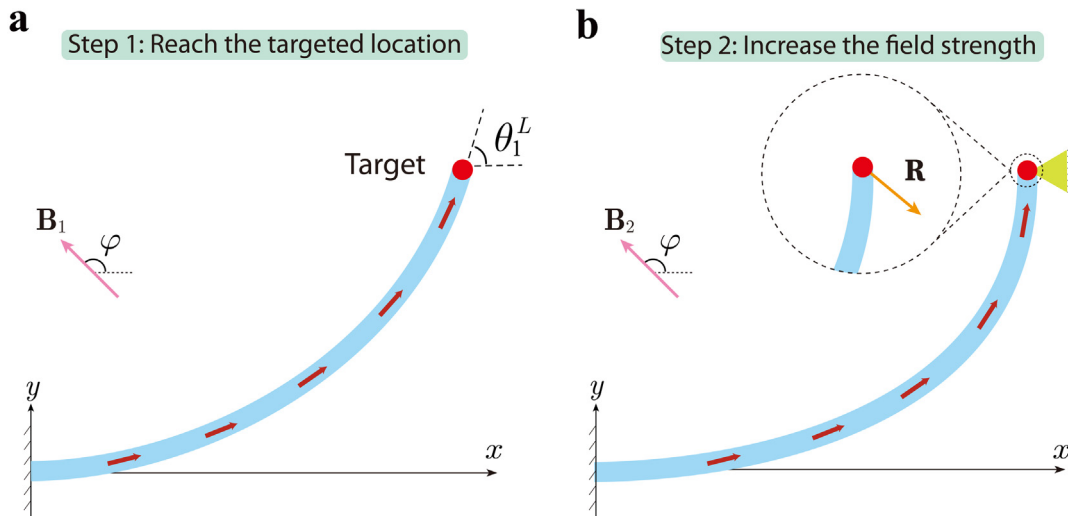 a
Step 1: Reach the targeted location
θ₁ᴸ
Target
B₁
φ
y
x
b
Step 2: Increase the field strength
R
B₂
φ
y
x